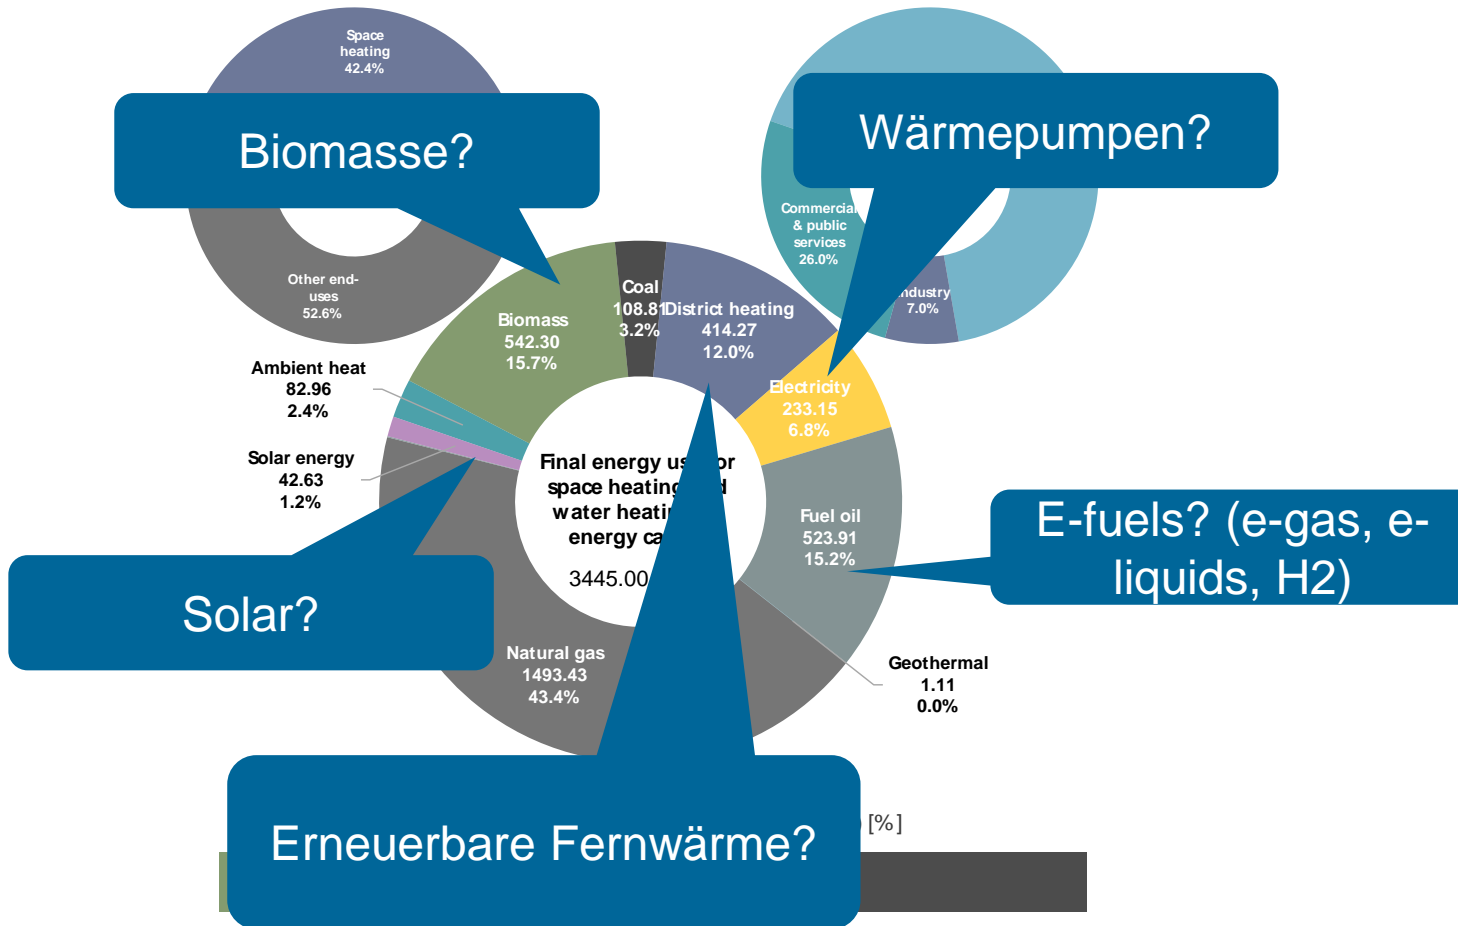 Space
heating
42.4%
Biomasse?
Wärmepumpen?
Commercial
& public
services
26.0%
Other end-
uses
52.6%
Industry
7.0%
Coal
108.81
3.2%
District heating
414.27
12.0%
Biomass
542.30
15.7%
Ambient heat
82.96
2.4%
Electricity
233.15
6.8%
Solar energy
42.63
1.2%
Final energy use for
space heating
water heati
energy ca
3445.00
Fuel oil
523.91
15.2%
E-fuels? (e-gas, e-
liquids, H2)
Solar?
Natural gas
1493.43
43.4%
Geothermal
1.11
0.0%
[%]
Erneuerbare Fernwärme?